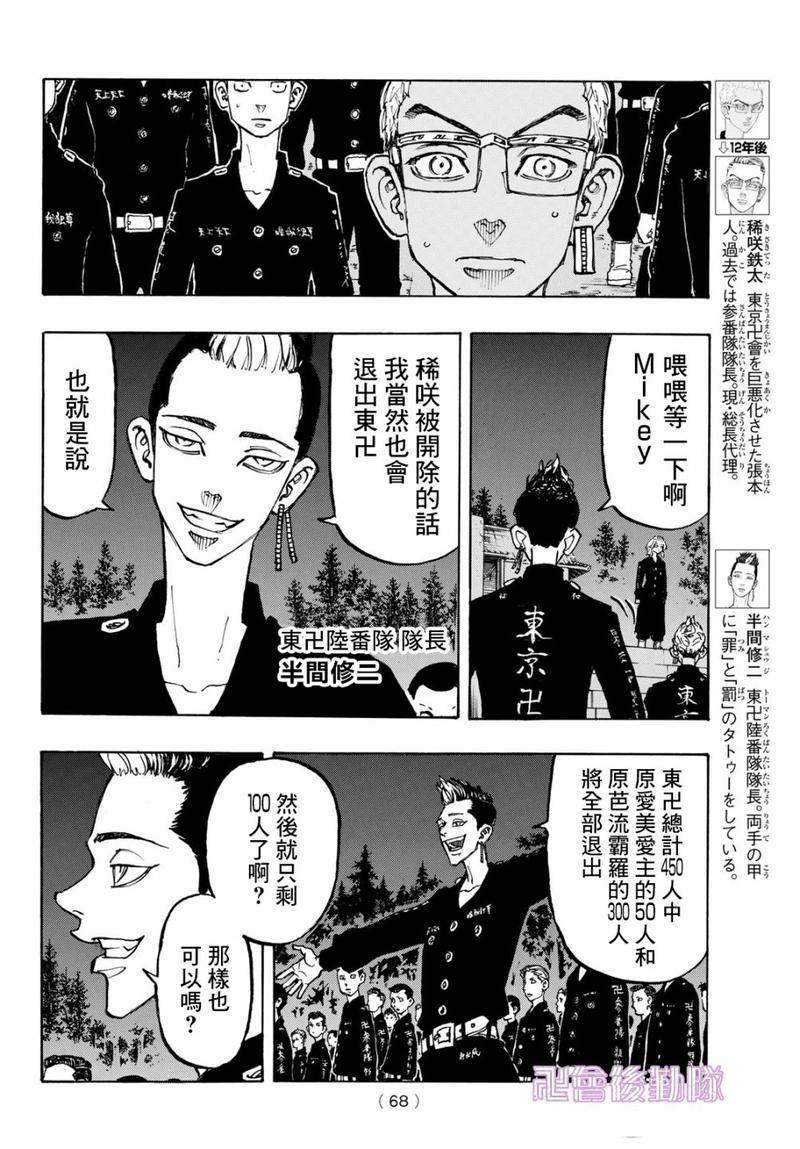 ⇩12年後
稀咲鉄太 東京卍會を巨悪化させた張本
人。過去では参番隊隊長。現・総長代理。
半間修二 東卍陸番隊隊長。両手の甲
に「罪」と「罰」のタトゥーをしている。
喂喂等一下啊
Mikey
東京卍
稀咲被開除的話
我當然也會
退出東卍
也就是說
東卍陸番隊 隊長
半間修二
東卍總計450人中
原愛美愛主的50人和
原芭流霸羅的300人
將全部退出
然後就只剩
100人了啊?
那樣也
可以嗎?
卍會後勤隊
(68)